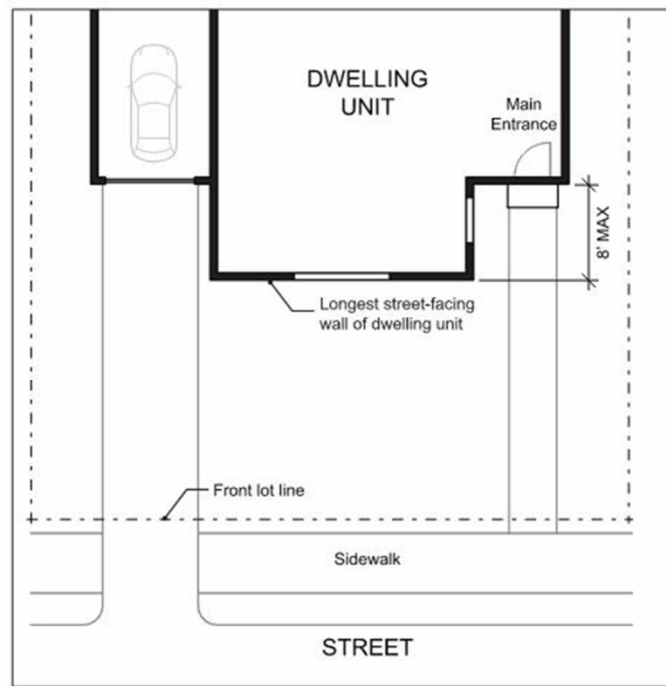 DWELLING
UNIT
Main
Entrance
8' MAX
Longest street-facing
wall of dwelling unit
Front lot line
Sidewalk
STREET